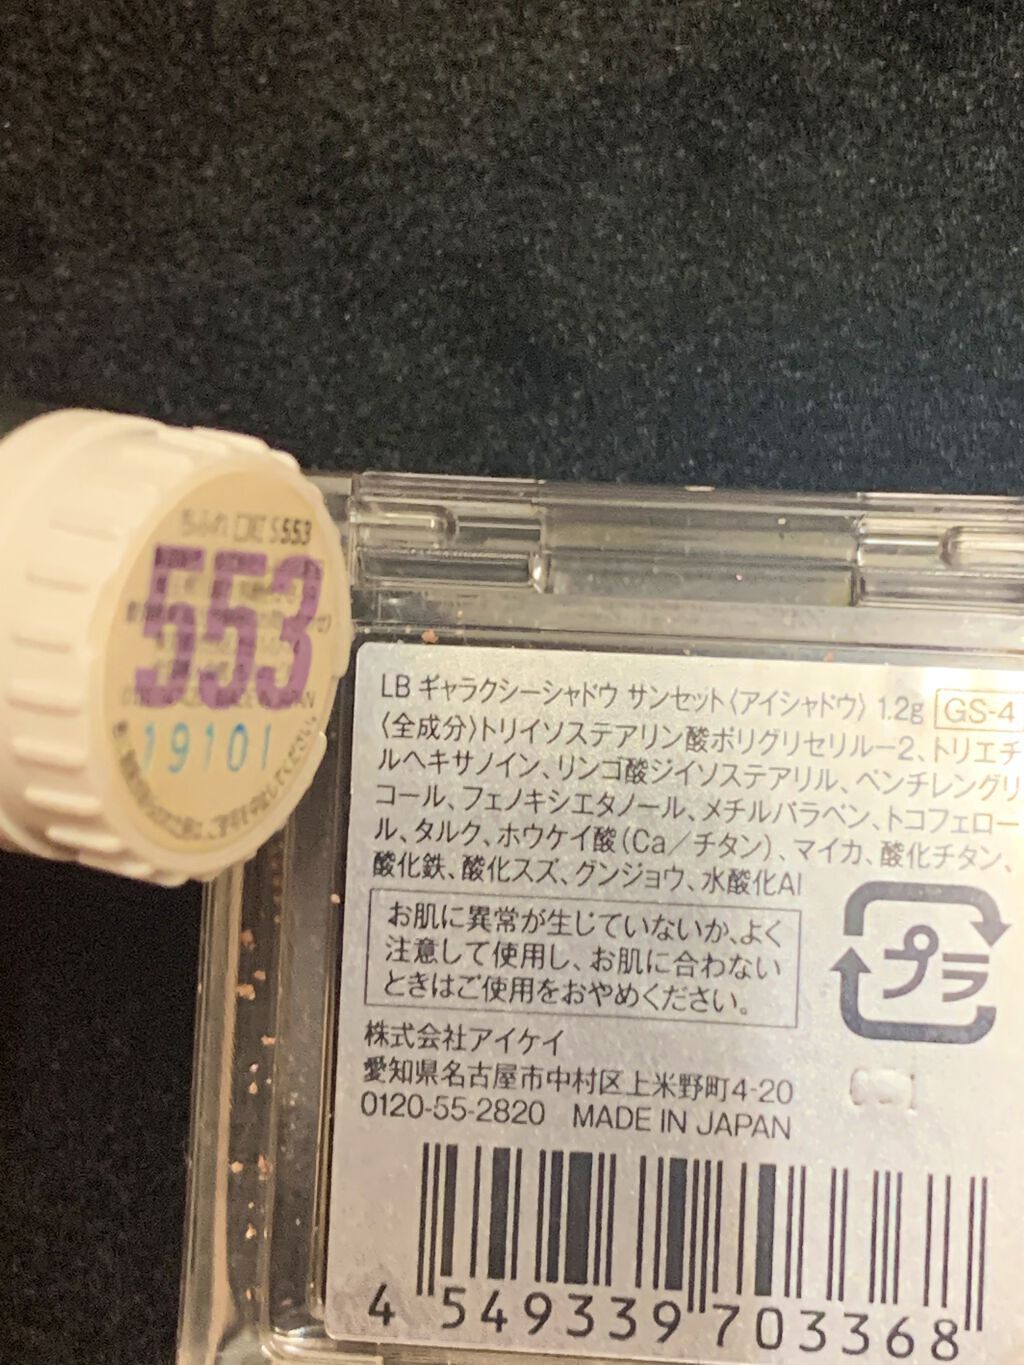 ちふれ 口紅 S553
553
19101
LB ギャラクシーシャドウ サンセット〈アイシャドウ〉 1.2g GS-4
〈全成分〉トリイソステアリン酸ポリグリセリル-2、トリエチ
ルヘキサノイン、リンゴ酸ジイソステアリル、ペンチレングリ
コール、フェノキシエタノール、メチルパラベン、トコフェロー
ル、タルク、ホウケイ酸(Ca/チタン)、マイカ、酸化チタン、
酸化鉄、酸化スズ、グンジョウ、水酸化Al
お肌に異常が生じていないか、よく
注意して使用し、お肌に合わない
ときはご使用をおやめください。
プラ
株式会社アイケイ
愛知県名古屋市中村区上米野町4-20
0120-55-2820 MADE IN JAPAN
4 549339 703368